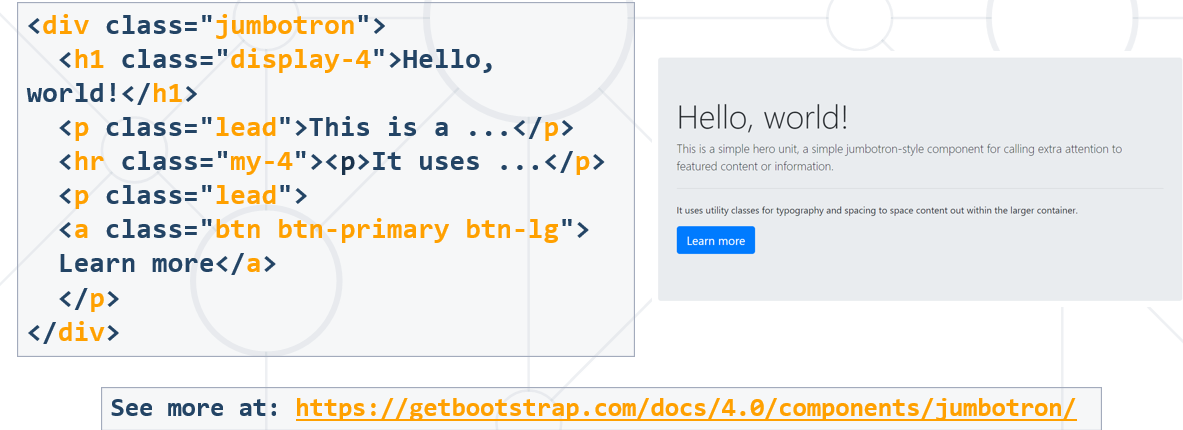 <div class="jumbotron">
<h1 class="display-4">Hello,
world!</h1>
<p class="lead">This is a ...</p>
<hr class="my-4"><p>It uses ...</p>
<p class="lead">
<a class="btn btn-primary btn-lg">
Learn more</a>
</p>
</div>
Hello, world!
This is a simple hero unit, a simple jumbotron-style component for calling extra attention to
featured content or information.
It uses utility classes for typography and spacing to space content out within the larger container.
Learn more
See more at: https://getbootstrap.com/docs/4.0/components/jumbotron/